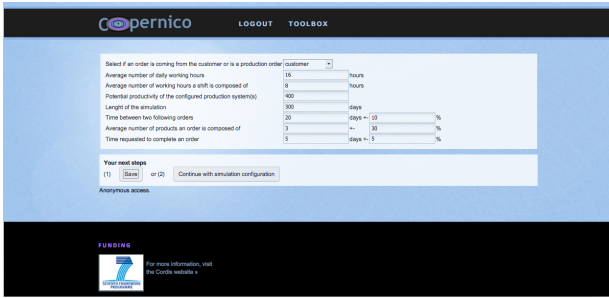 Copernico LOGOUT TOOLBOX
Select if an order is coming from the customer or is a production order customer
Average number of daily working hours 16 hours
Average number of working hours a shift is composed of 8 hours
Potential productivity of the configured production system(s) 400
Lenght of the simulation 300 days
Time between two following orders 20 days +- 10 %
Average number of products an order is composed of 3 +- 30 %
Time requested to complete an order 5 days +- 5 %
Your next steps
(1) Save or (2) Continue with simulation configuration
Anonymous access.
FUNDING
For more information, visit
the Cordis website »
SEVENTH FRAMEWORK
PROGRAMME